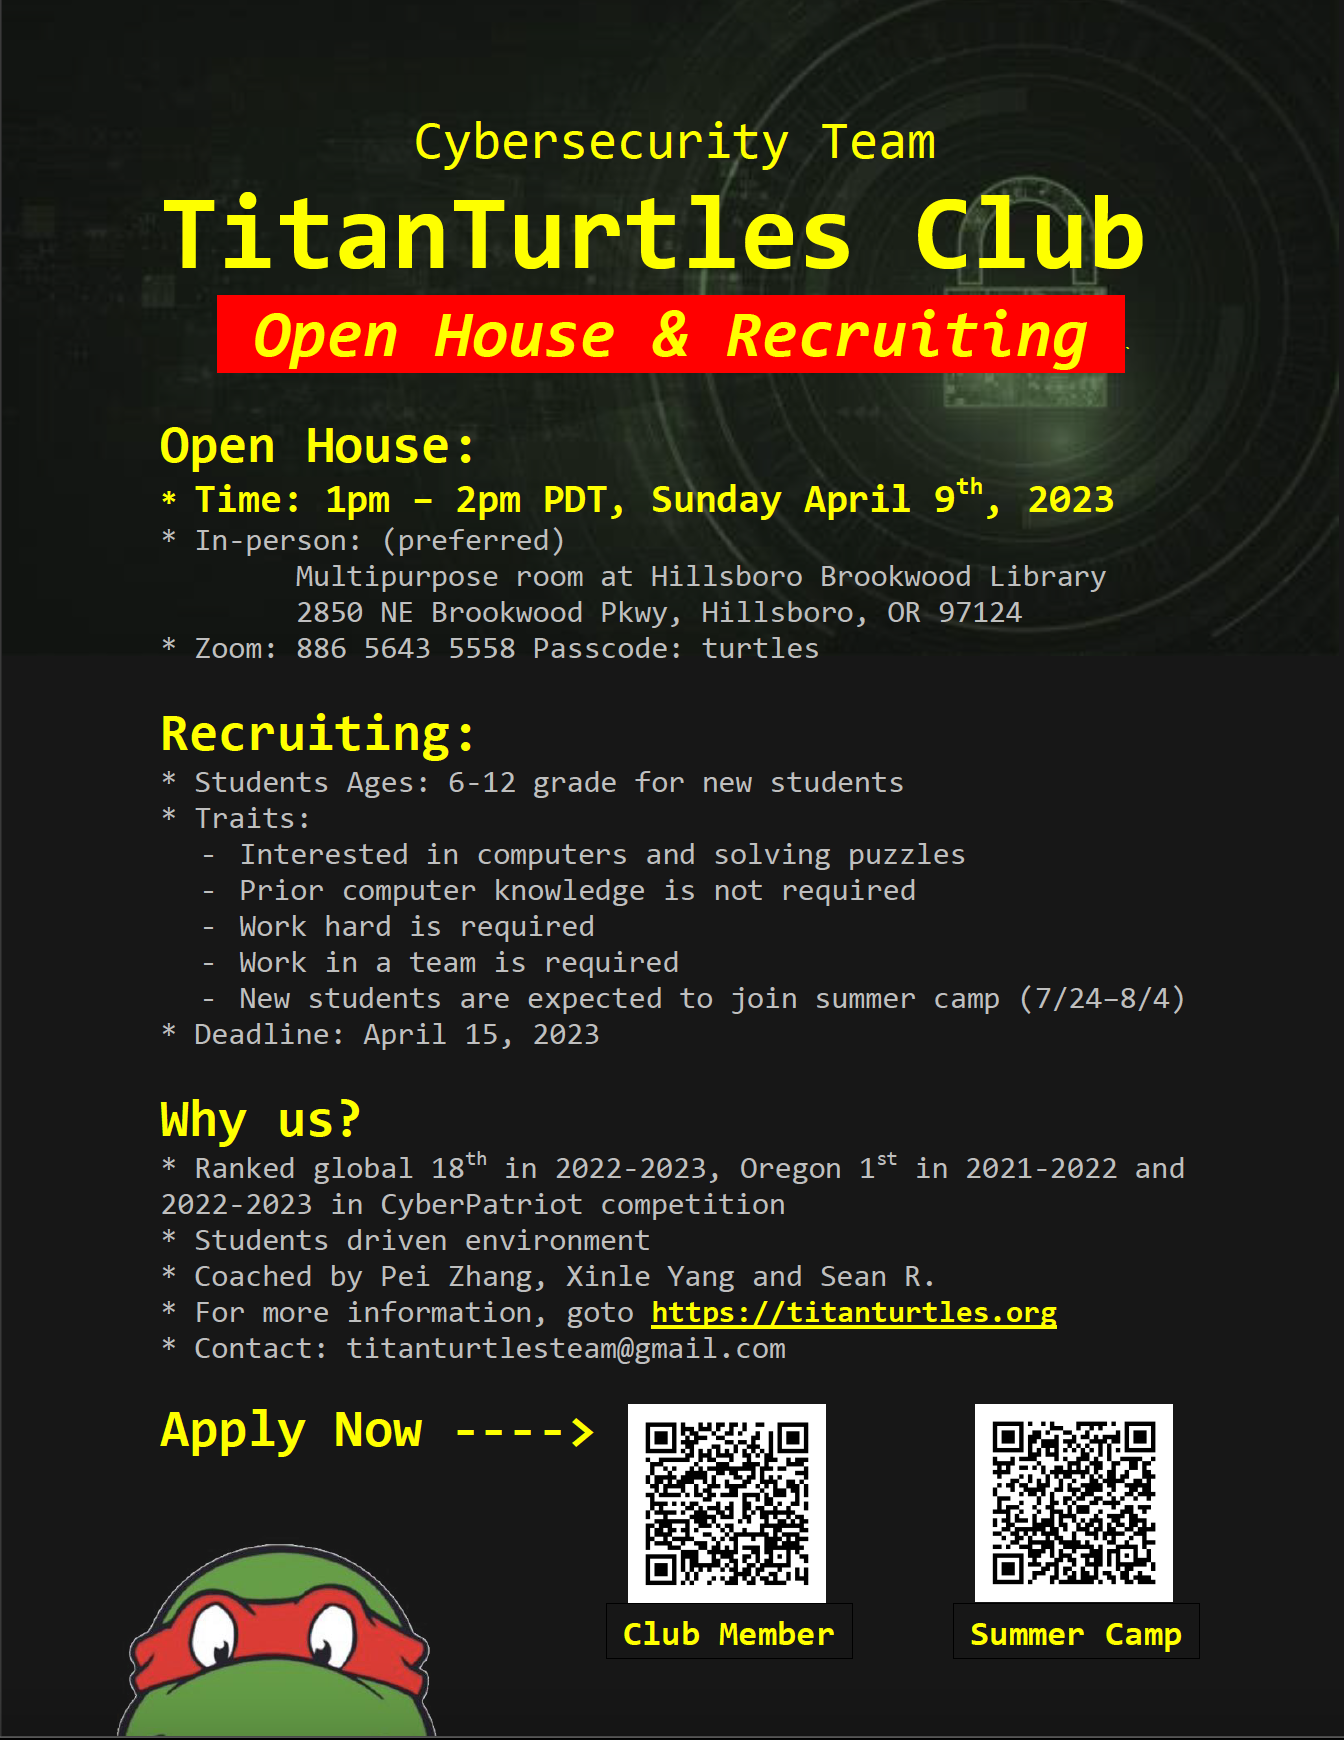 Cybersecurity Team
TitanTurtles Club
Open House & Recruiting
Open House:
* Time: 1pm – 2pm PDT, Sunday April 9th, 2023
* In-person: (preferred)
Multipurpose room at Hillsboro Brookwood Library
2850 NE Brookwood Pkwy, Hillsboro, OR 97124
* Zoom: 886 5643 5558 Passcode: turtles
Recruiting:
* Students Ages: 6-12 grade for new students
* Traits:
- Interested in computers and solving puzzles
- Prior computer knowledge is not required
- Work hard is required
- Work in a team is required
- New students are expected to join summer camp (7/24–8/4)
* Deadline: April 15, 2023
Why us?
* Ranked global 18th in 2022-2023, Oregon 1st in 2021-2022 and
2022-2023 in CyberPatriot competition
* Students driven environment
* Coached by Pei Zhang, Xinle Yang and Sean R.
* For more information, goto https://titanturtles.org
* Contact: titanturtlesteam@gmail.com
Apply Now ---->
Club Member
Summer Camp